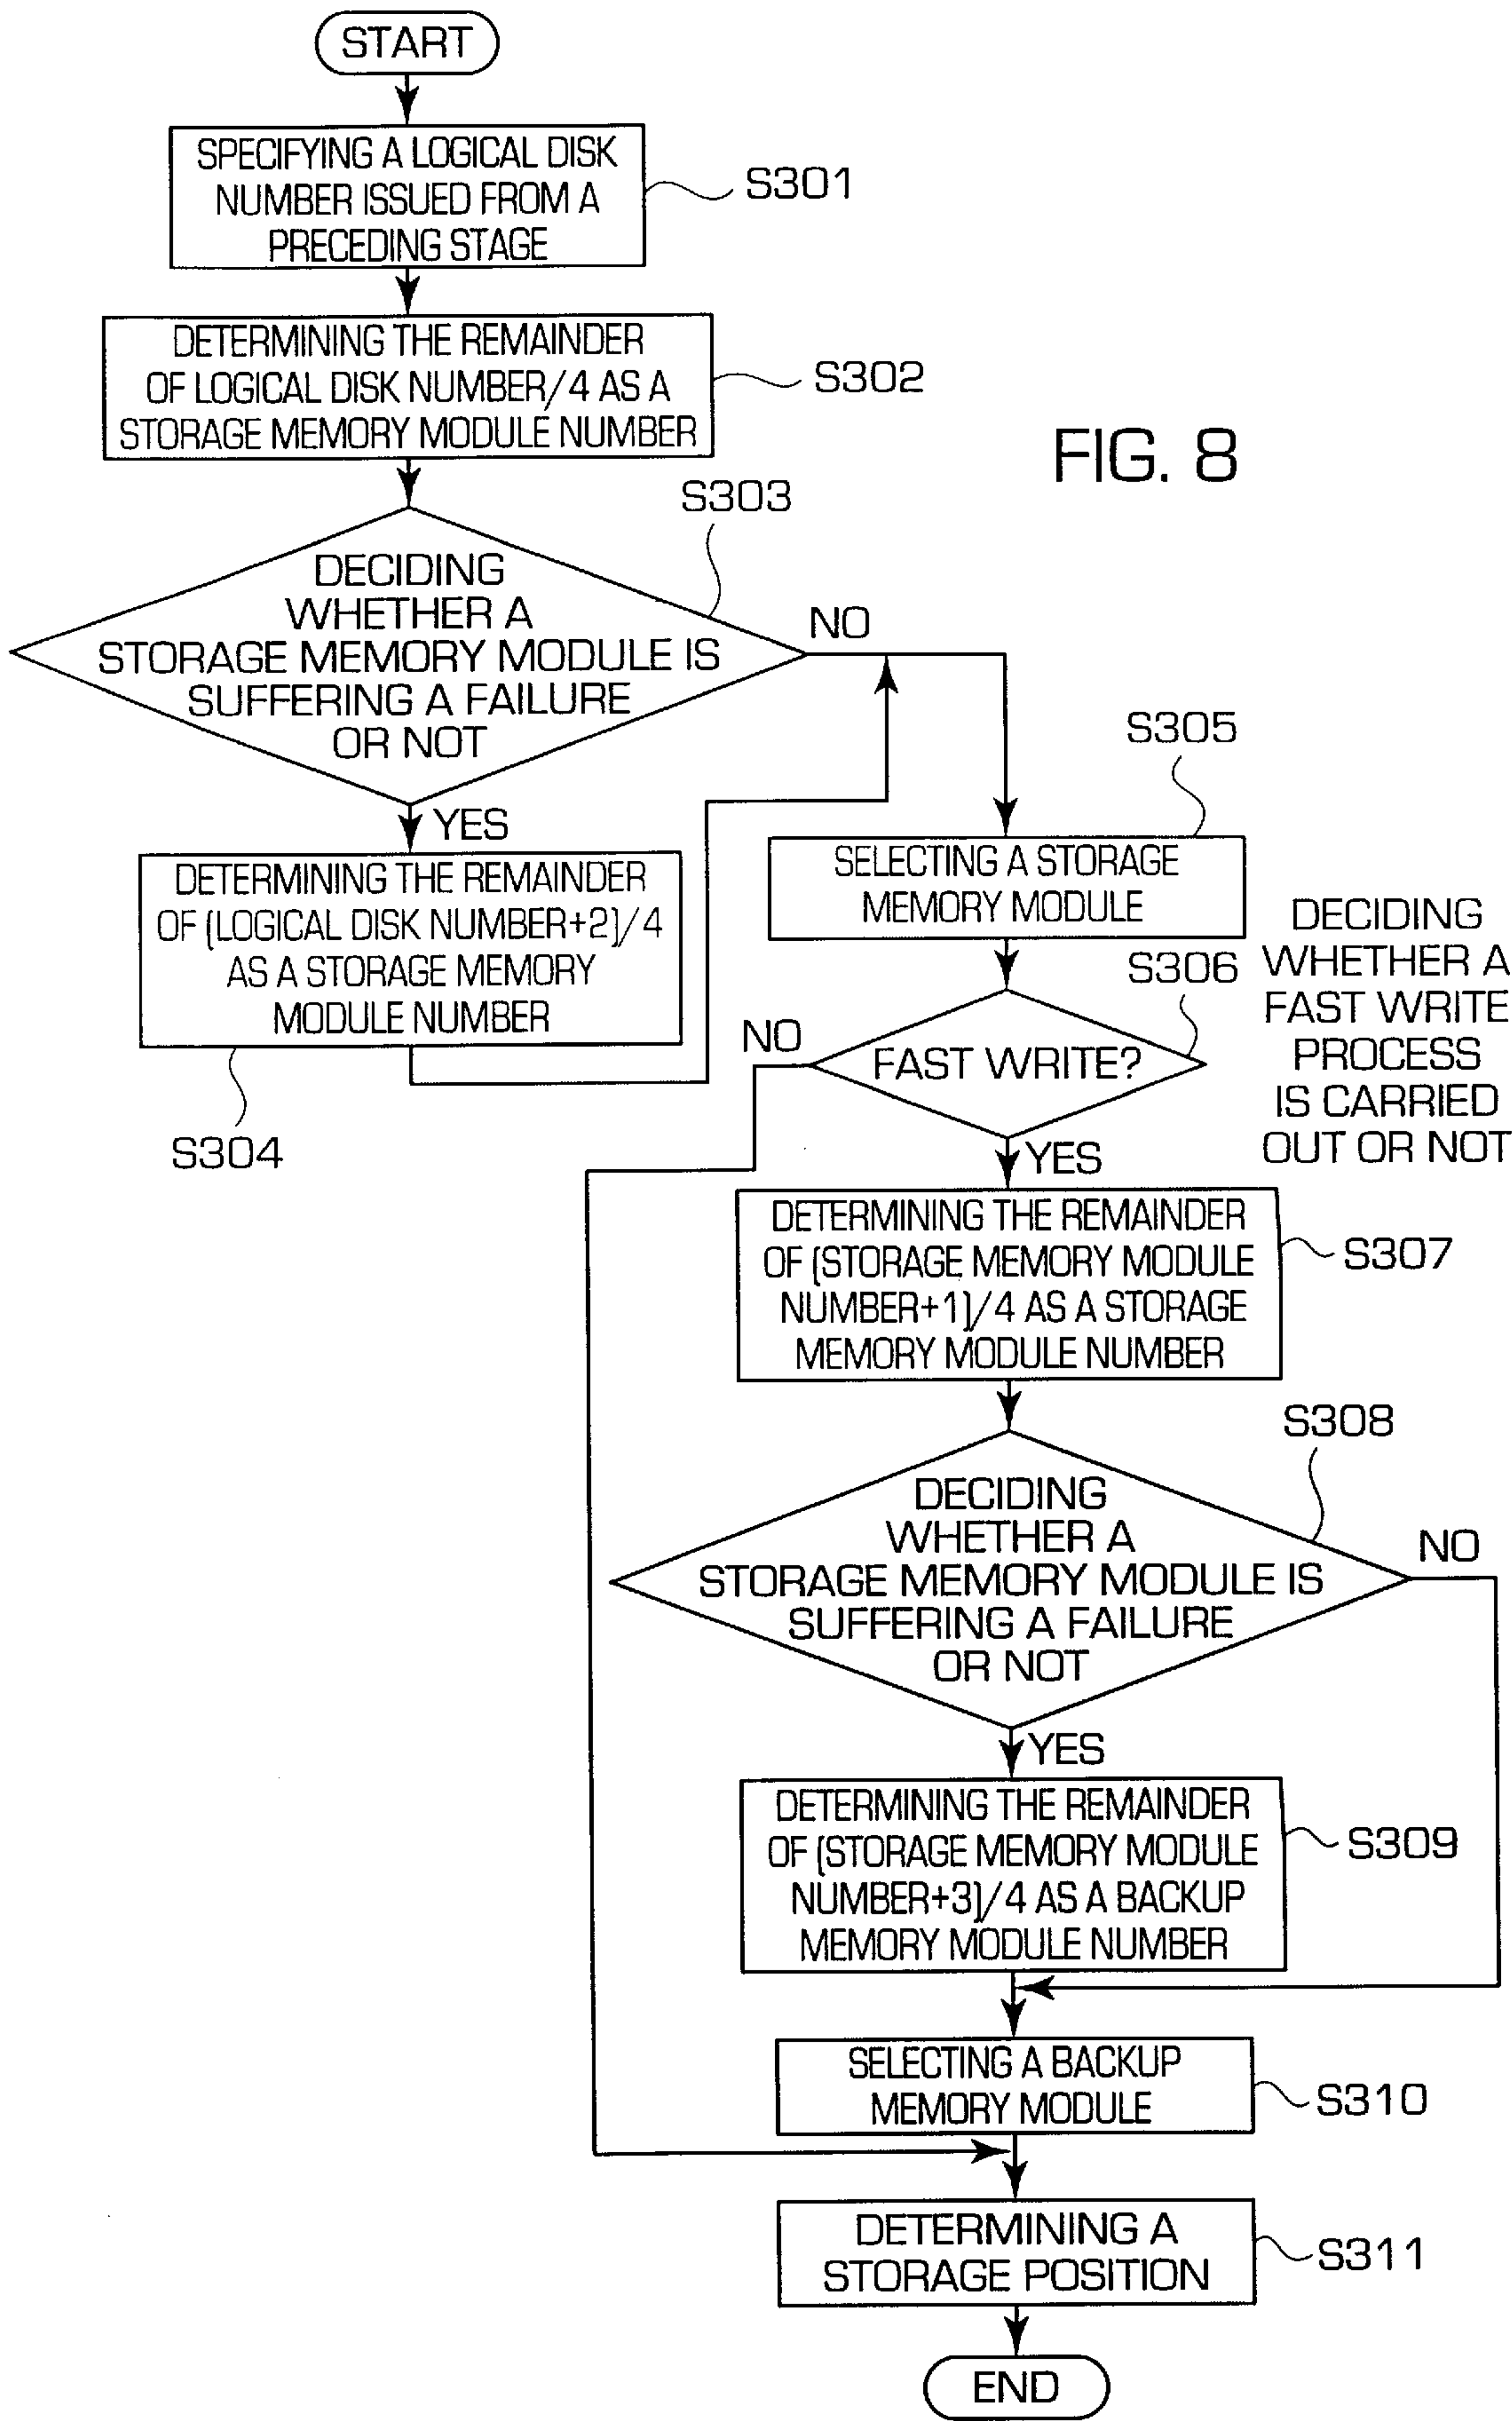 START
SPECIFYING A LOGICAL DISK
NUMBER ISSUED FROM A
PRECEDING STAGE
S301
DETERMINING THE REMAINDER
OF LOGICAL DISK NUMBER/4 AS A
STORAGE MEMORY MODULE NUMBER
S302
FIG. 8
S303
DECIDING
WHETHER A
STORAGE MEMORY MODULE IS
SUFFERING A FAILURE
OR NOT
NO
YES
DETERMINING THE REMAINDER
OF (LOGICAL DISK NUMBER+2)/4
AS A STORAGE MEMORY
MODULE NUMBER
S304
S305
SELECTING A STORAGE
MEMORY MODULE
S306
DECIDING
WHETHER A
FAST WRITE
PROCESS
IS CARRIED
OUT OR NOT
NO
FAST WRITE?
YES
DETERMINING THE REMAINDER
OF (STORAGE MEMORY MODULE
NUMBER+1)/4 AS A STORAGE
MEMORY MODULE NUMBER
S307
S308
DECIDING
WHETHER A
STORAGE MEMORY MODULE IS
SUFFERING A FAILURE
OR NOT
NO
YES
DETERMINING THE REMAINDER
OF (STORAGE MEMORY MODULE
NUMBER+3)/4 AS A BACKUP
MEMORY MODULE NUMBER
S309
SELECTING A BACKUP
MEMORY MODULE
S310
DETERMINING A
STORAGE POSITION
S311
END